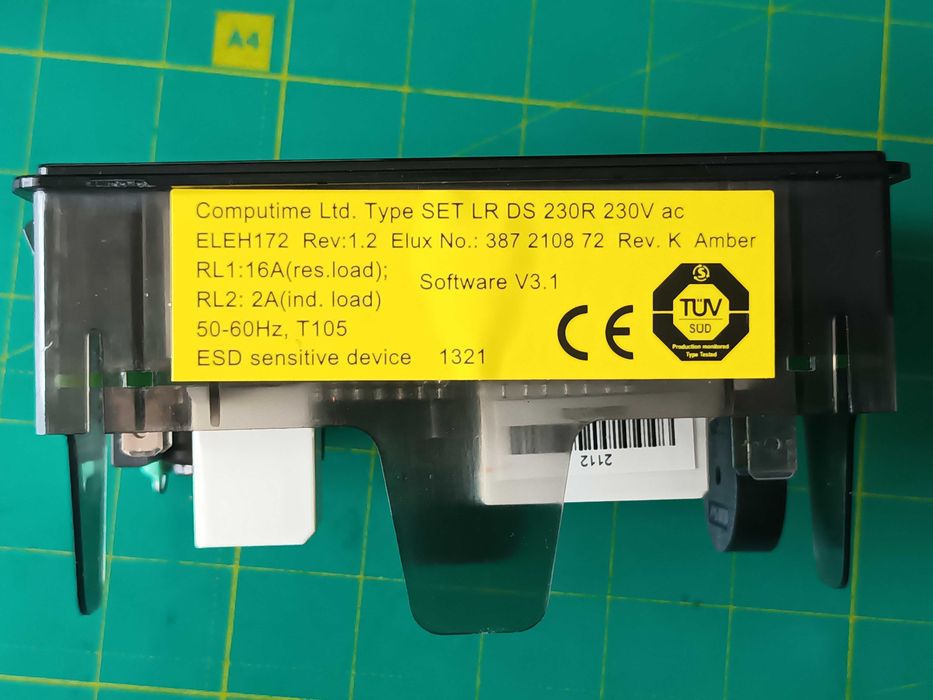 A4
Computime Ltd. Type SET LR DS 230R 230V ac
ELEH172 Rev:1.2 Elux No.: 387 2108 72 Rev. K Amber
RL1:16A(res.load);
Software V3.1
RL2: 2A(ind. load)
50-60Hz, T105
ESD sensitive device 1321
CE
TÜV
SÜD
Production monitored
Type Tested
2112